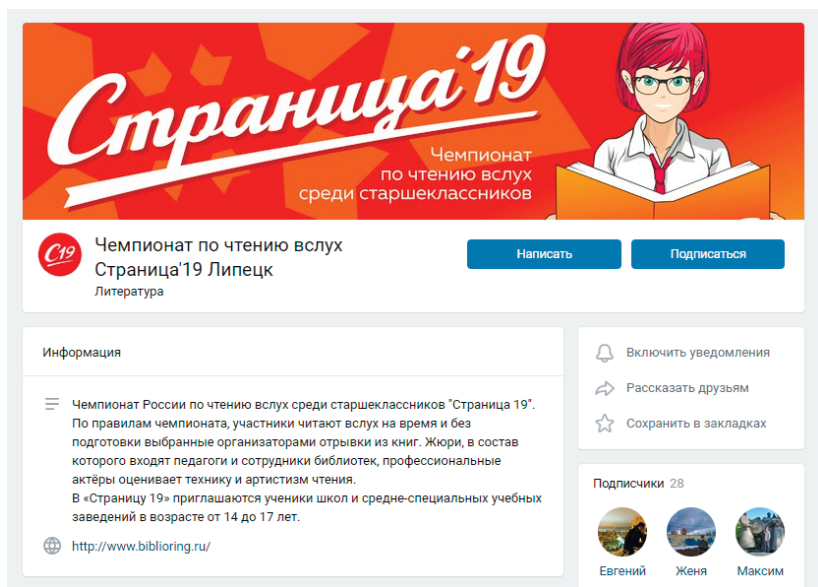 Страница'19
Чемпионат
по чтению вслух
среди старшеклассников
С19
Чемпионат по чтению вслух
Страница'19 Липецк
Литература
Написать
Подписаться
Информация
Чемпионат России по чтению вслух среди старшеклассников "Страница 19".
По правилам чемпионата, участники читают вслух на время и без
подготовки выбранные организаторами отрывки из книг. Жюри, в состав
которого входят педагоги и сотрудники библиотек, профессиональные
актёры оценивает технику и артистизм чтения.
В «Страницу 19» приглашаются ученики школ и средне-специальных учебных
заведений в возрасте от 14 до 17 лет.
http://www.biblioring.ru/
Включить уведомления
Рассказать друзьям
Сохранить в закладках
Подписчики 28
Евгений Женя Максим